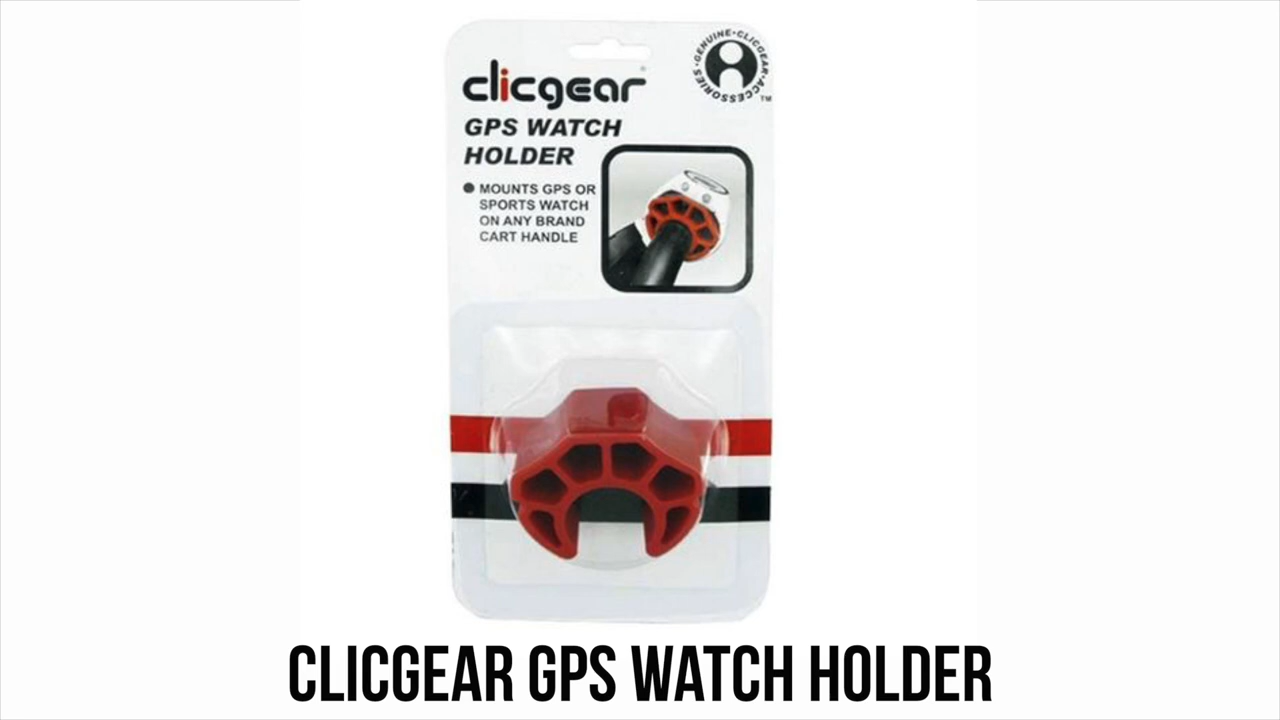 clicgear
GENUINE·CLICGEAR·ACCESSORIES·
TM
GPS WATCH
HOLDER
● MOUNTS GPS OR
SPORTS WATCH
ON ANY BRAND
CART HANDLE
CLICGEAR GPS WATCH HOLDER